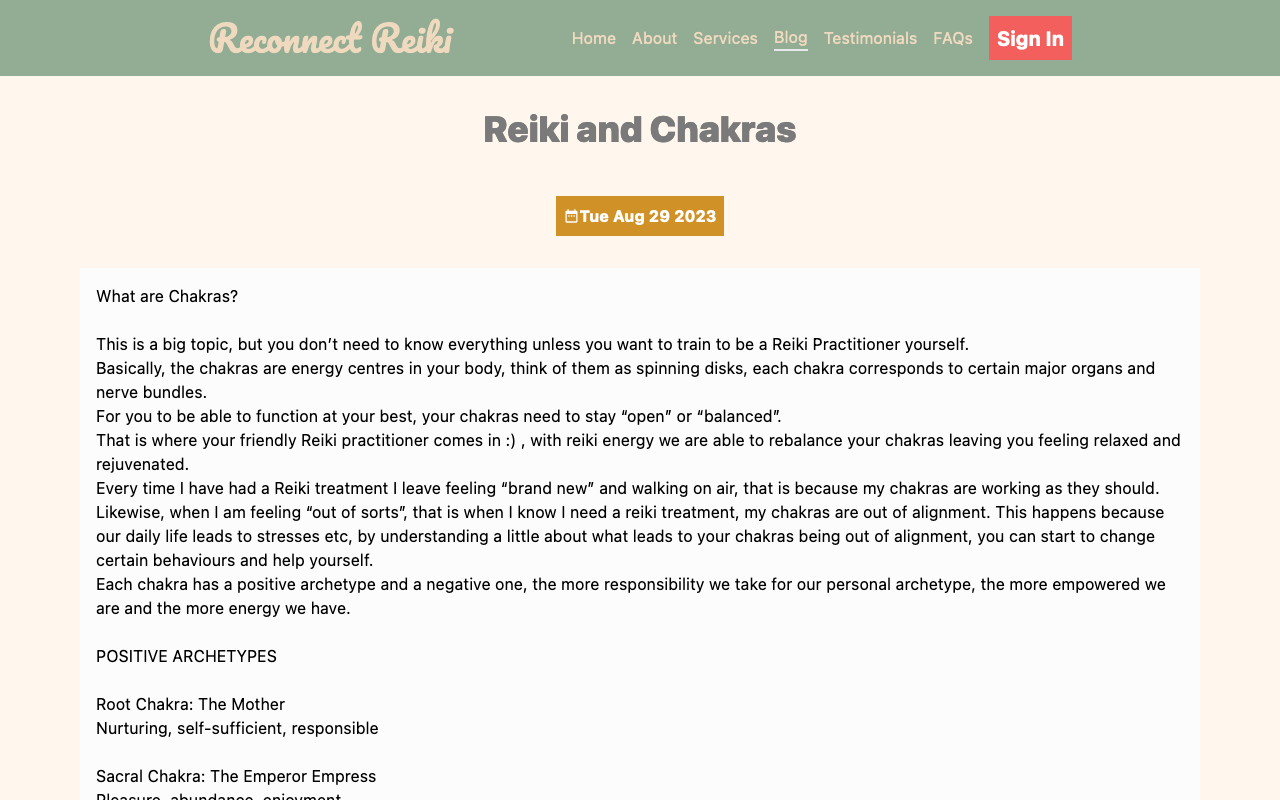 Reconnect Reiki
Home About Services Blog Testimonials FAQs Sign In
Reiki and Chakras
Tue Aug 29 2023
What are Chakras?
This is a big topic, but you don’t need to know everything unless you want to train to be a Reiki Practitioner yourself.
Basically, the chakras are energy centres in your body, think of them as spinning disks, each chakra corresponds to certain major organs and
nerve bundles.
For you to be able to function at your best, your chakras need to stay “open” or “balanced”.
That is where your friendly Reiki practitioner comes in :) , with reiki energy we are able to rebalance your chakras leaving you feeling relaxed and
rejuvenated.
Every time I have had a Reiki treatment I leave feeling “brand new” and walking on air, that is because my chakras are working as they should.
Likewise, when I am feeling “out of sorts”, that is when I know I need a reiki treatment, my chakras are out of alignment. This happens because
our daily life leads to stresses etc, by understanding a little about what leads to your chakras being out of alignment, you can start to change
certain behaviours and help yourself.
Each chakra has a positive archetype and a negative one, the more responsibility we take for our personal archetype, the more empowered we
are and the more energy we have.
POSITIVE ARCHETYPES
Root Chakra: The Mother
Nurturing, self-sufficient, responsible
Sacral Chakra: The Emperor Empress
Pleasure, abundance, enjoyment